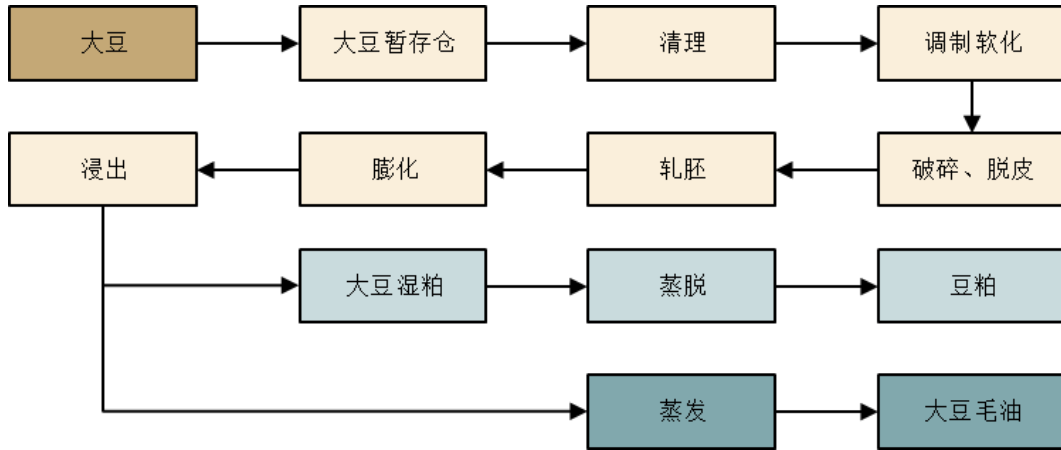 大豆
大豆暂存仓
清理
调制软化
浸出
膨化
轧胚
破碎、脱皮
大豆湿粕
蒸脱
豆粕
蒸发
大豆毛油